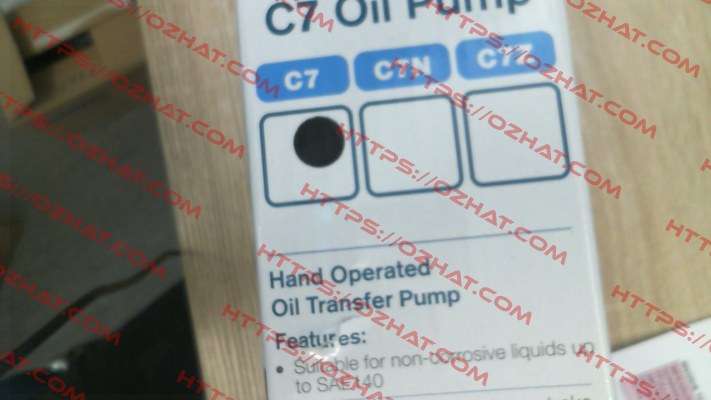 C7 Oil Pump
C7 C7N
Hand Operated
Oil Transfer Pump
Features:
• Suitable for non-corrosive liquids up
to SAE140
HTTPS://OZHAT.COM